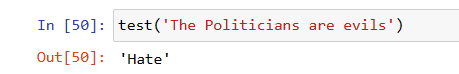 In [50]: test('The Politicians are evils')
Out[50]: 'Hate'